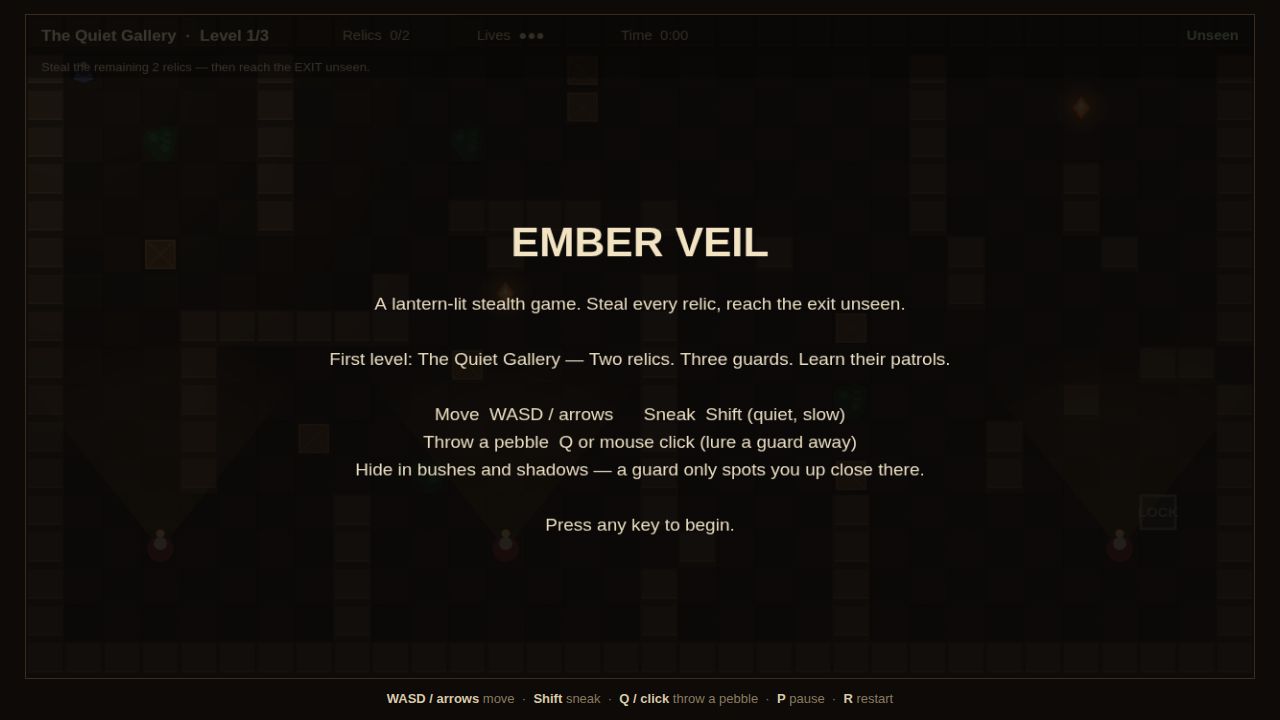 The Quiet Gallery · Level 1/3 Relics 0/2 Lives ●●● Time 0:00 Unseen
Steal the remaining 2 relics — then reach the EXIT unseen.
EMBER VEIL
A lantern-lit stealth game. Steal every relic, reach the exit unseen.
First level: The Quiet Gallery — Two relics. Three guards. Learn their patrols.
Move WASD / arrows Sneak Shift (quiet, slow)
Throw a pebble Q or mouse click (lure a guard away)
Hide in bushes and shadows — a guard only spots you up close there.
LOCK
Press any key to begin.
WASD / arrows move · Shift sneak · Q / click throw a pebble · P pause · R restart